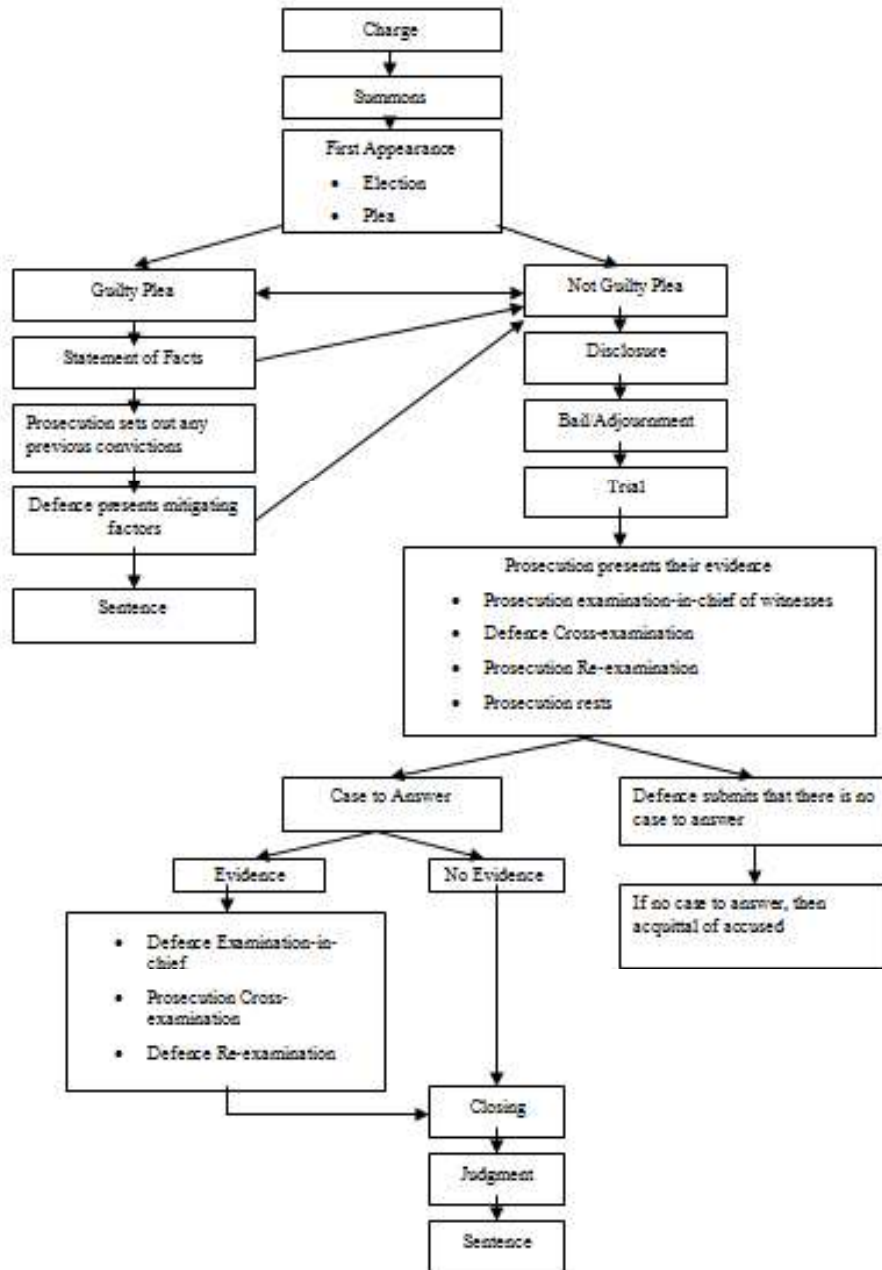 Charge
Summons
First Appearance
• Election
• Plea
Guilty Plea
Not Guilty Plea
Statement of Facts
Disclosure
Prosecution sets out any
previous convictions
Bail/Adjournment
Defence presents mitigating
factors
Trial
Sentence
Prosecution presents their evidence
• Prosecution examination-in-chief of witnesses
• Defence Cross-examination
• Prosecution Re-examination
• Prosecution rests
Case to Answer
Defence submits that there is no
case to answer
Evidence
No Evidence
If no case to answer, then
acquittal of accused
• Defence Examination-in-
chief
• Prosecution Cross-
examination
• Defence Re-examination
Closing
Judgment
Sentence